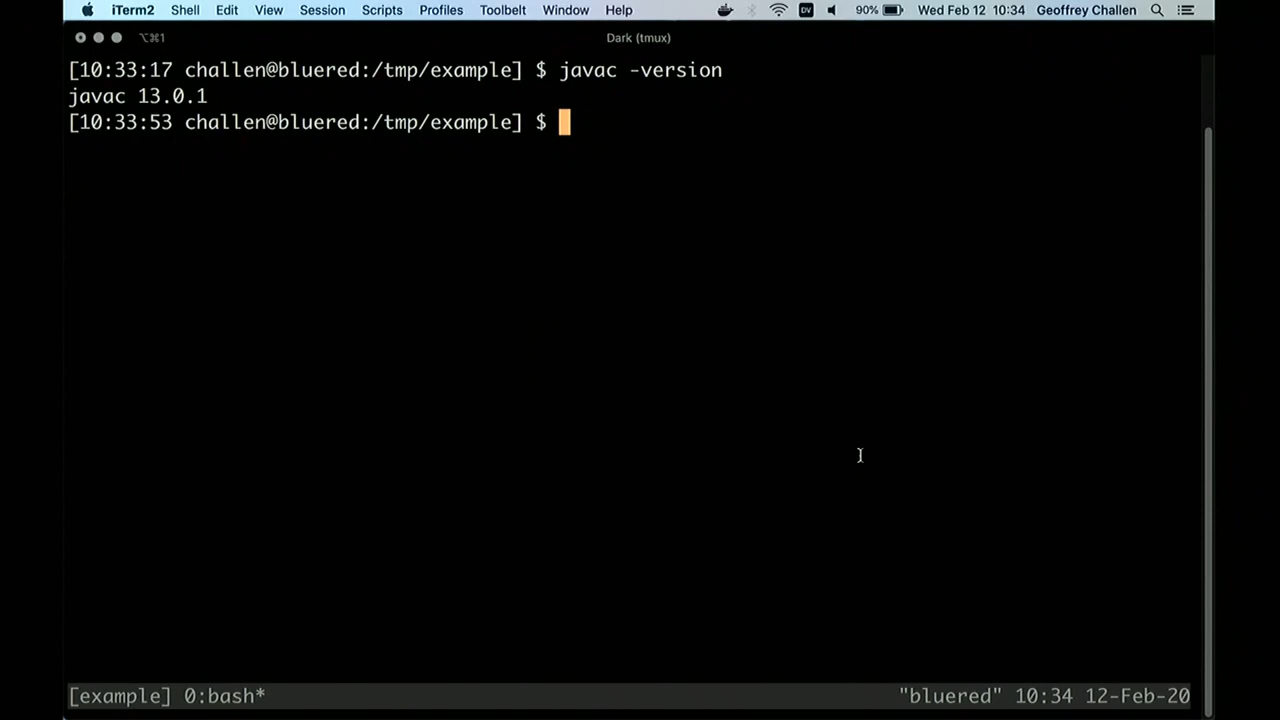 iTerm2 Shell Edit View Session Scripts Profiles Toolbelt Window Help DV 90% Wed Feb 12 10:34 Geoffrey Challen
⌥⌘1 Dark (tmux)
[10:33:17 challen@bluered:/tmp/example] $ javac -version
javac 13.0.1
[10:33:53 challen@bluered:/tmp/example] $
[example] 0:bash* "bluered" 10:34 12-Feb-20